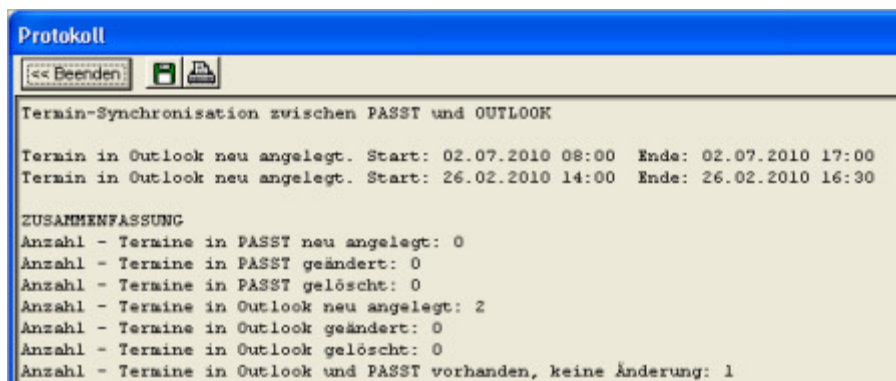 Protokoll
<< Beenden
Termin-Synchronisation zwischen PASST und OUTLOOK
Termin in Outlook neu angelegt. Start: 02.07.2010 08:00 Ende: 02.07.2010 17:00
Termin in Outlook neu angelegt. Start: 26.02.2010 14:00 Ende: 26.02.2010 16:30
ZUSAMMENFASSUNG
Anzahl - Termine in PASST neu angelegt: 0
Anzahl - Termine in PASST geändert: 0
Anzahl - Termine in PASST gelöscht: 0
Anzahl - Termine in Outlook neu angelegt: 2
Anzahl - Termine in Outlook geändert: 0
Anzahl - Termine in Outlook gelöscht: 0
Anzahl - Termine in Outlook und PASST vorhanden, keine Änderung: 1